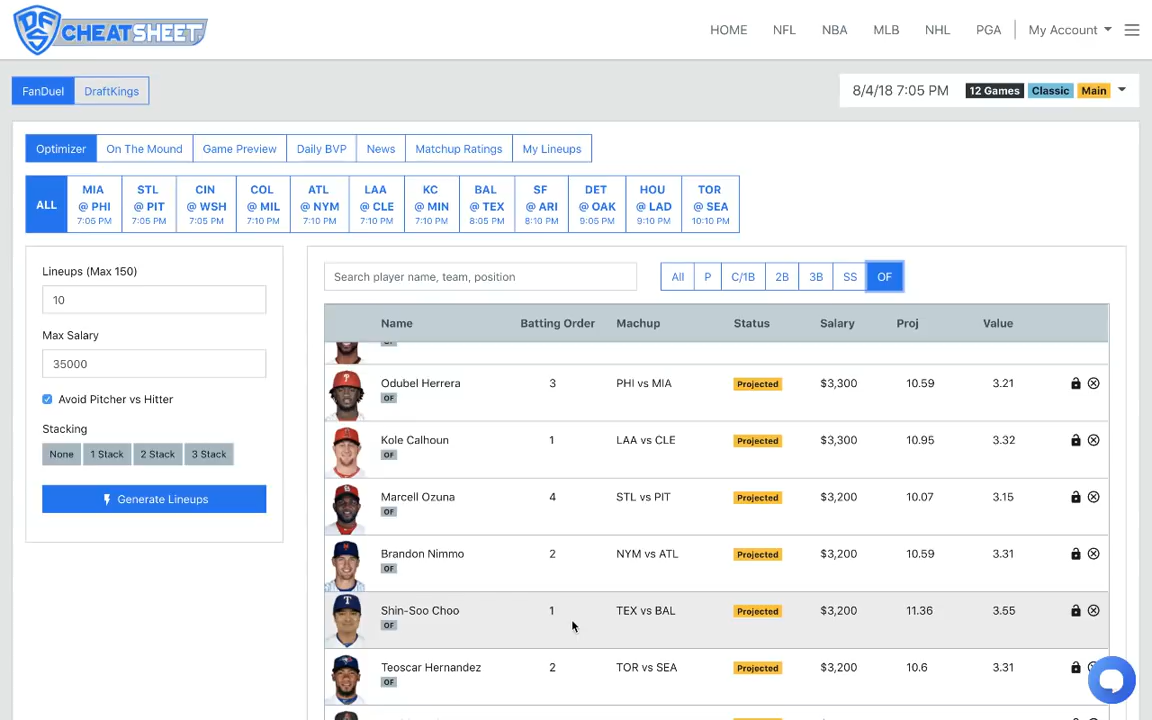 DFS CHEATSHEET
HOME NFL NBA MLB NHL PGA My Account
FanDuel DraftKings
8/4/18 7:05 PM 12 Games Classic Main
Optimizer On The Mound Game Preview Daily BVP News Matchup Ratings My Lineups
ALL
MIA @ PHI 7:05 PM
STL @ PIT 7:05 PM
CIN @ WSH 7:05 PM
COL @ MIL 7:10 PM
ATL @ NYM 7:10 PM
LAA @ CLE 7:10 PM
KC @ MIN 7:10 PM
BAL @ TEX 8:05 PM
SF @ ARI 8:10 PM
DET @ OAK 9:05 PM
HOU @ LAD 9:10 PM
TOR @ SEA 10:10 PM
Lineups (Max 150)
10
Max Salary
35000
Avoid Pitcher vs Hitter
Stacking
None 1 Stack 2 Stack 3 Stack
Generate Lineups
Search player name, team, position
All P C/1B 2B 3B SS OF
Name Batting Order Machup Status Salary Proj Value
Odubel Herrera 3 PHI vs MIA Projected $3,300 10.59 3.21
OF
Kole Calhoun 1 LAA vs CLE Projected $3,300 10.95 3.32
OF
Marcell Ozuna 4 STL vs PIT Projected $3,200 10.07 3.15
OF
Brandon Nimmo 2 NYM vs ATL Projected $3,200 10.59 3.31
OF
Shin-Soo Choo 1 TEX vs BAL Projected $3,200 11.36 3.55
OF
Teoscar Hernandez 2 TOR vs SEA Projected $3,200 10.6 3.31
OF